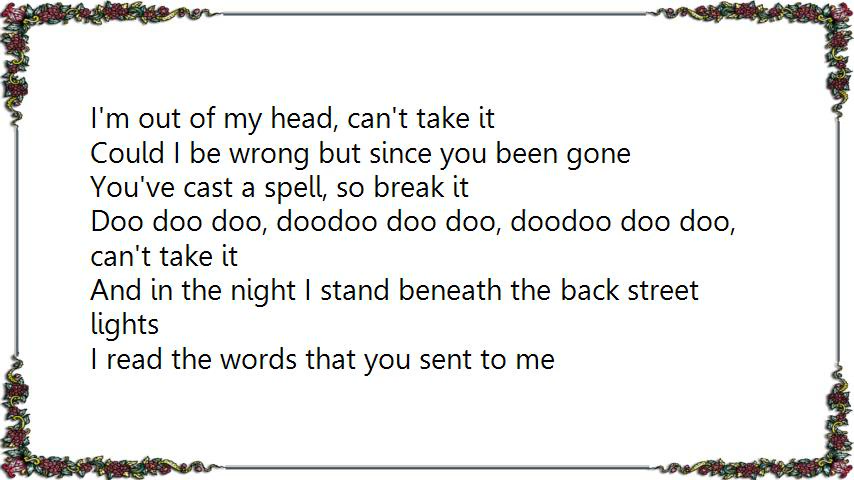 I'm out of my head, can't take it
Could I be wrong but since you been gone
You've cast a spell, so break it
Doo doo doo, doodoo doo doo, doodoo doo doo,
can't take it
And in the night I stand beneath the back street
lights
I read the words that you sent to me